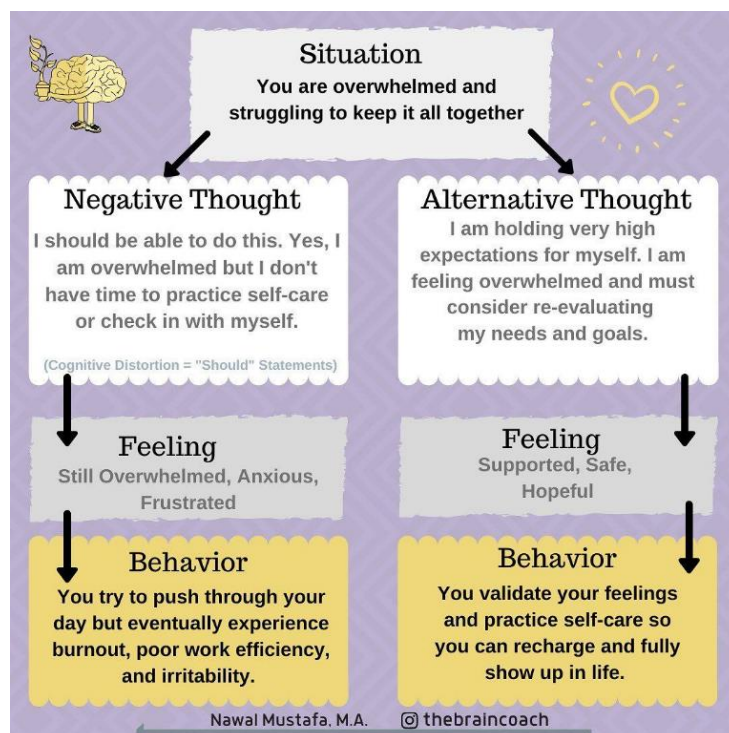 Situation
You are overwhelmed and
struggling to keep it all together
Negative Thought
I should be able to do this. Yes, I
am overwhelmed but I don't
have time to practice self-care
or check in with myself.
(Cognitive Distortion = "Should" Statements)
Feeling
Still Overwhelmed, Anxious,
Frustrated
Behavior
You try to push through your
day but eventually experience
burnout, poor work efficiency,
and irritability.
Alternative Thought
I am holding very high
expectations for myself. I am
feeling overwhelmed and must
consider re-evaluating
my needs and goals.
Feeling
Supported, Safe,
Hopeful
Behavior
You validate your feelings
and practice self-care so
you can recharge and fully
show up in life.
Nawal Mustafa, M.A. thebraincoach